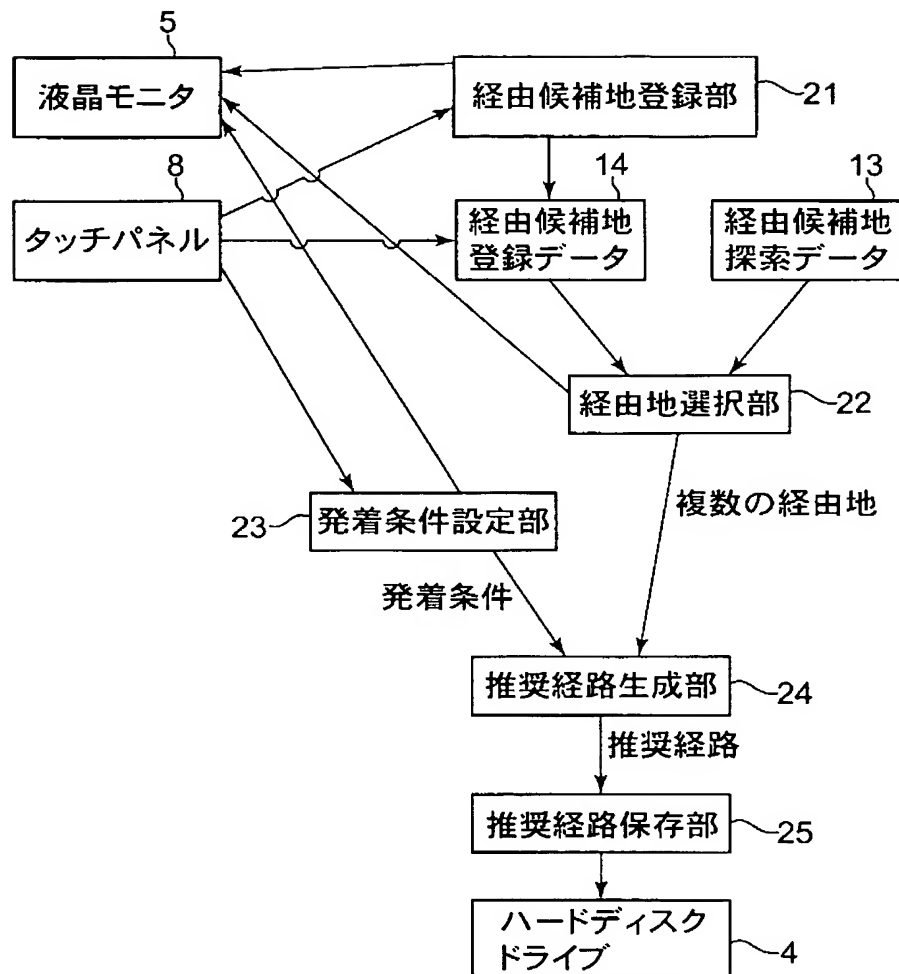 5
液晶モニタ
経由候補地登録部
21
8
タッチパネル
14
経由候補地
登録データ
13
経由候補地
探索データ
経由地選択部
22
複数の経由地
23
発着条件設定部
発着条件
推奨経路生成部
24
推奨経路
推奨経路保存部
25
ハードディスク
ドライブ
4